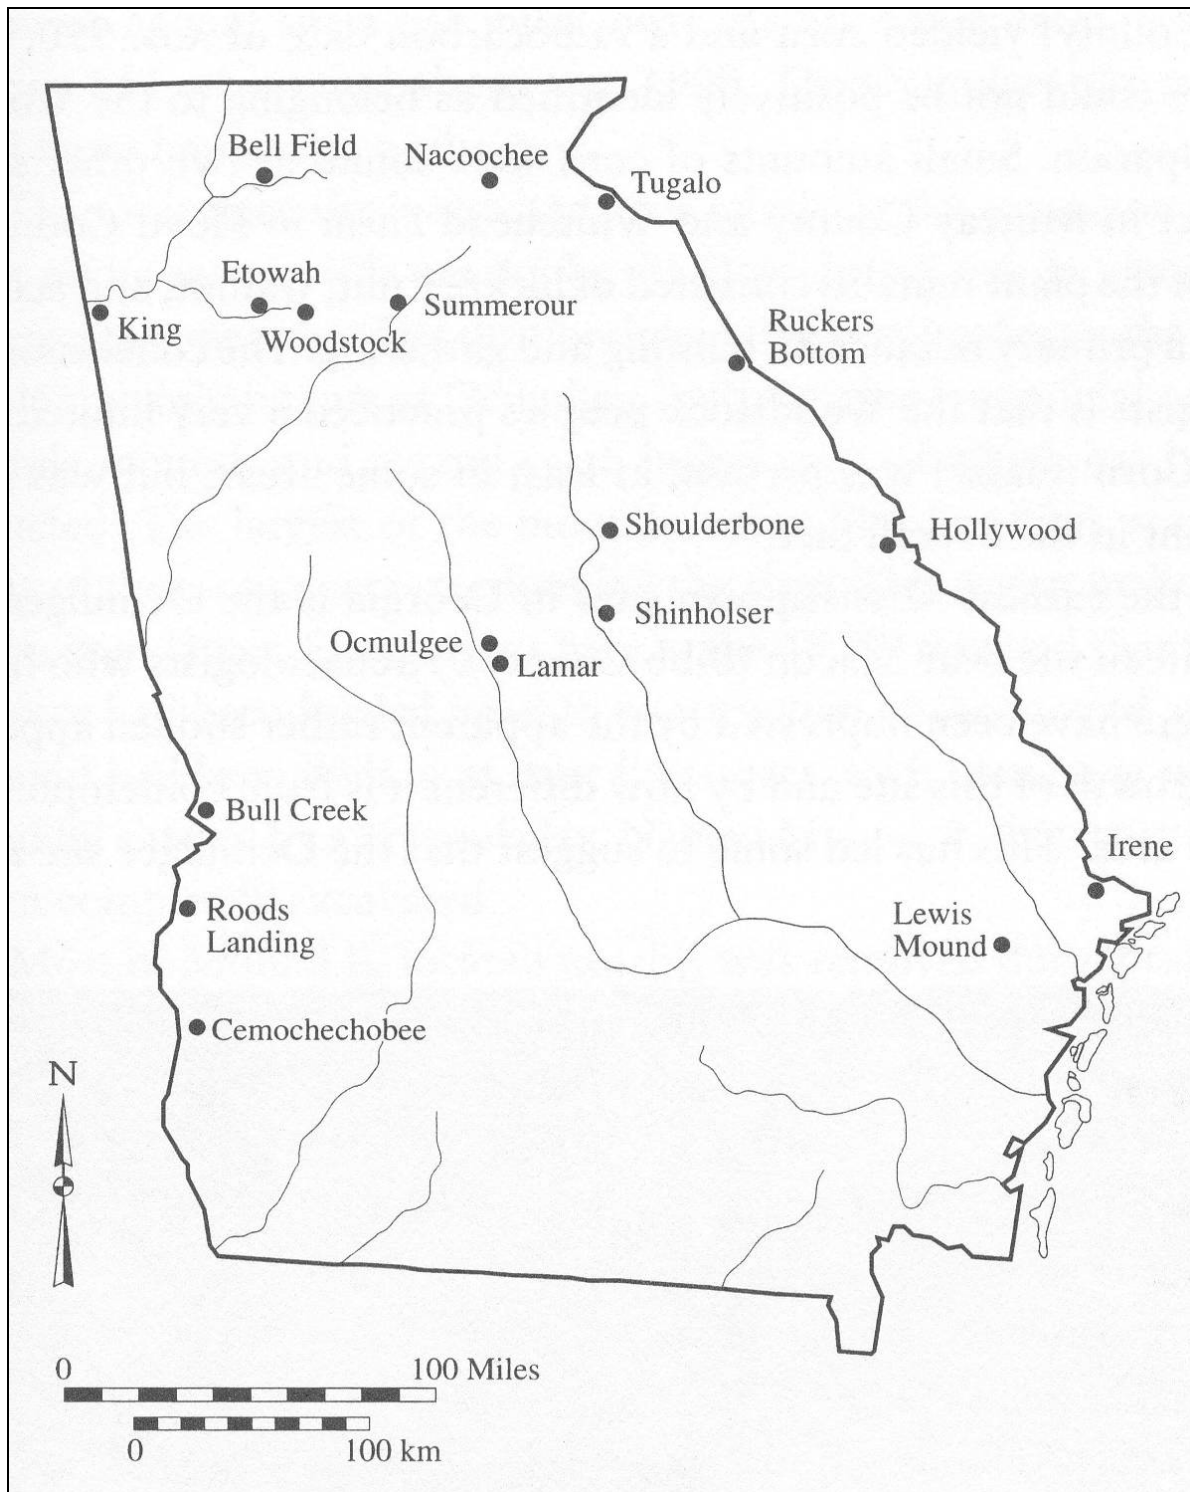 Bell Field
Nacoochee
Tugalo
Etowah
Summerour
King
Woodstock
Ruckers
Bottom
Shoulderbone
Hollywood
Shinholser
Ocmulgee
Lamar
Bull Creek
Irene
Roods
Landing
Lewis
Mound
Cemochechobee
N
0 100 Miles
0 100 km